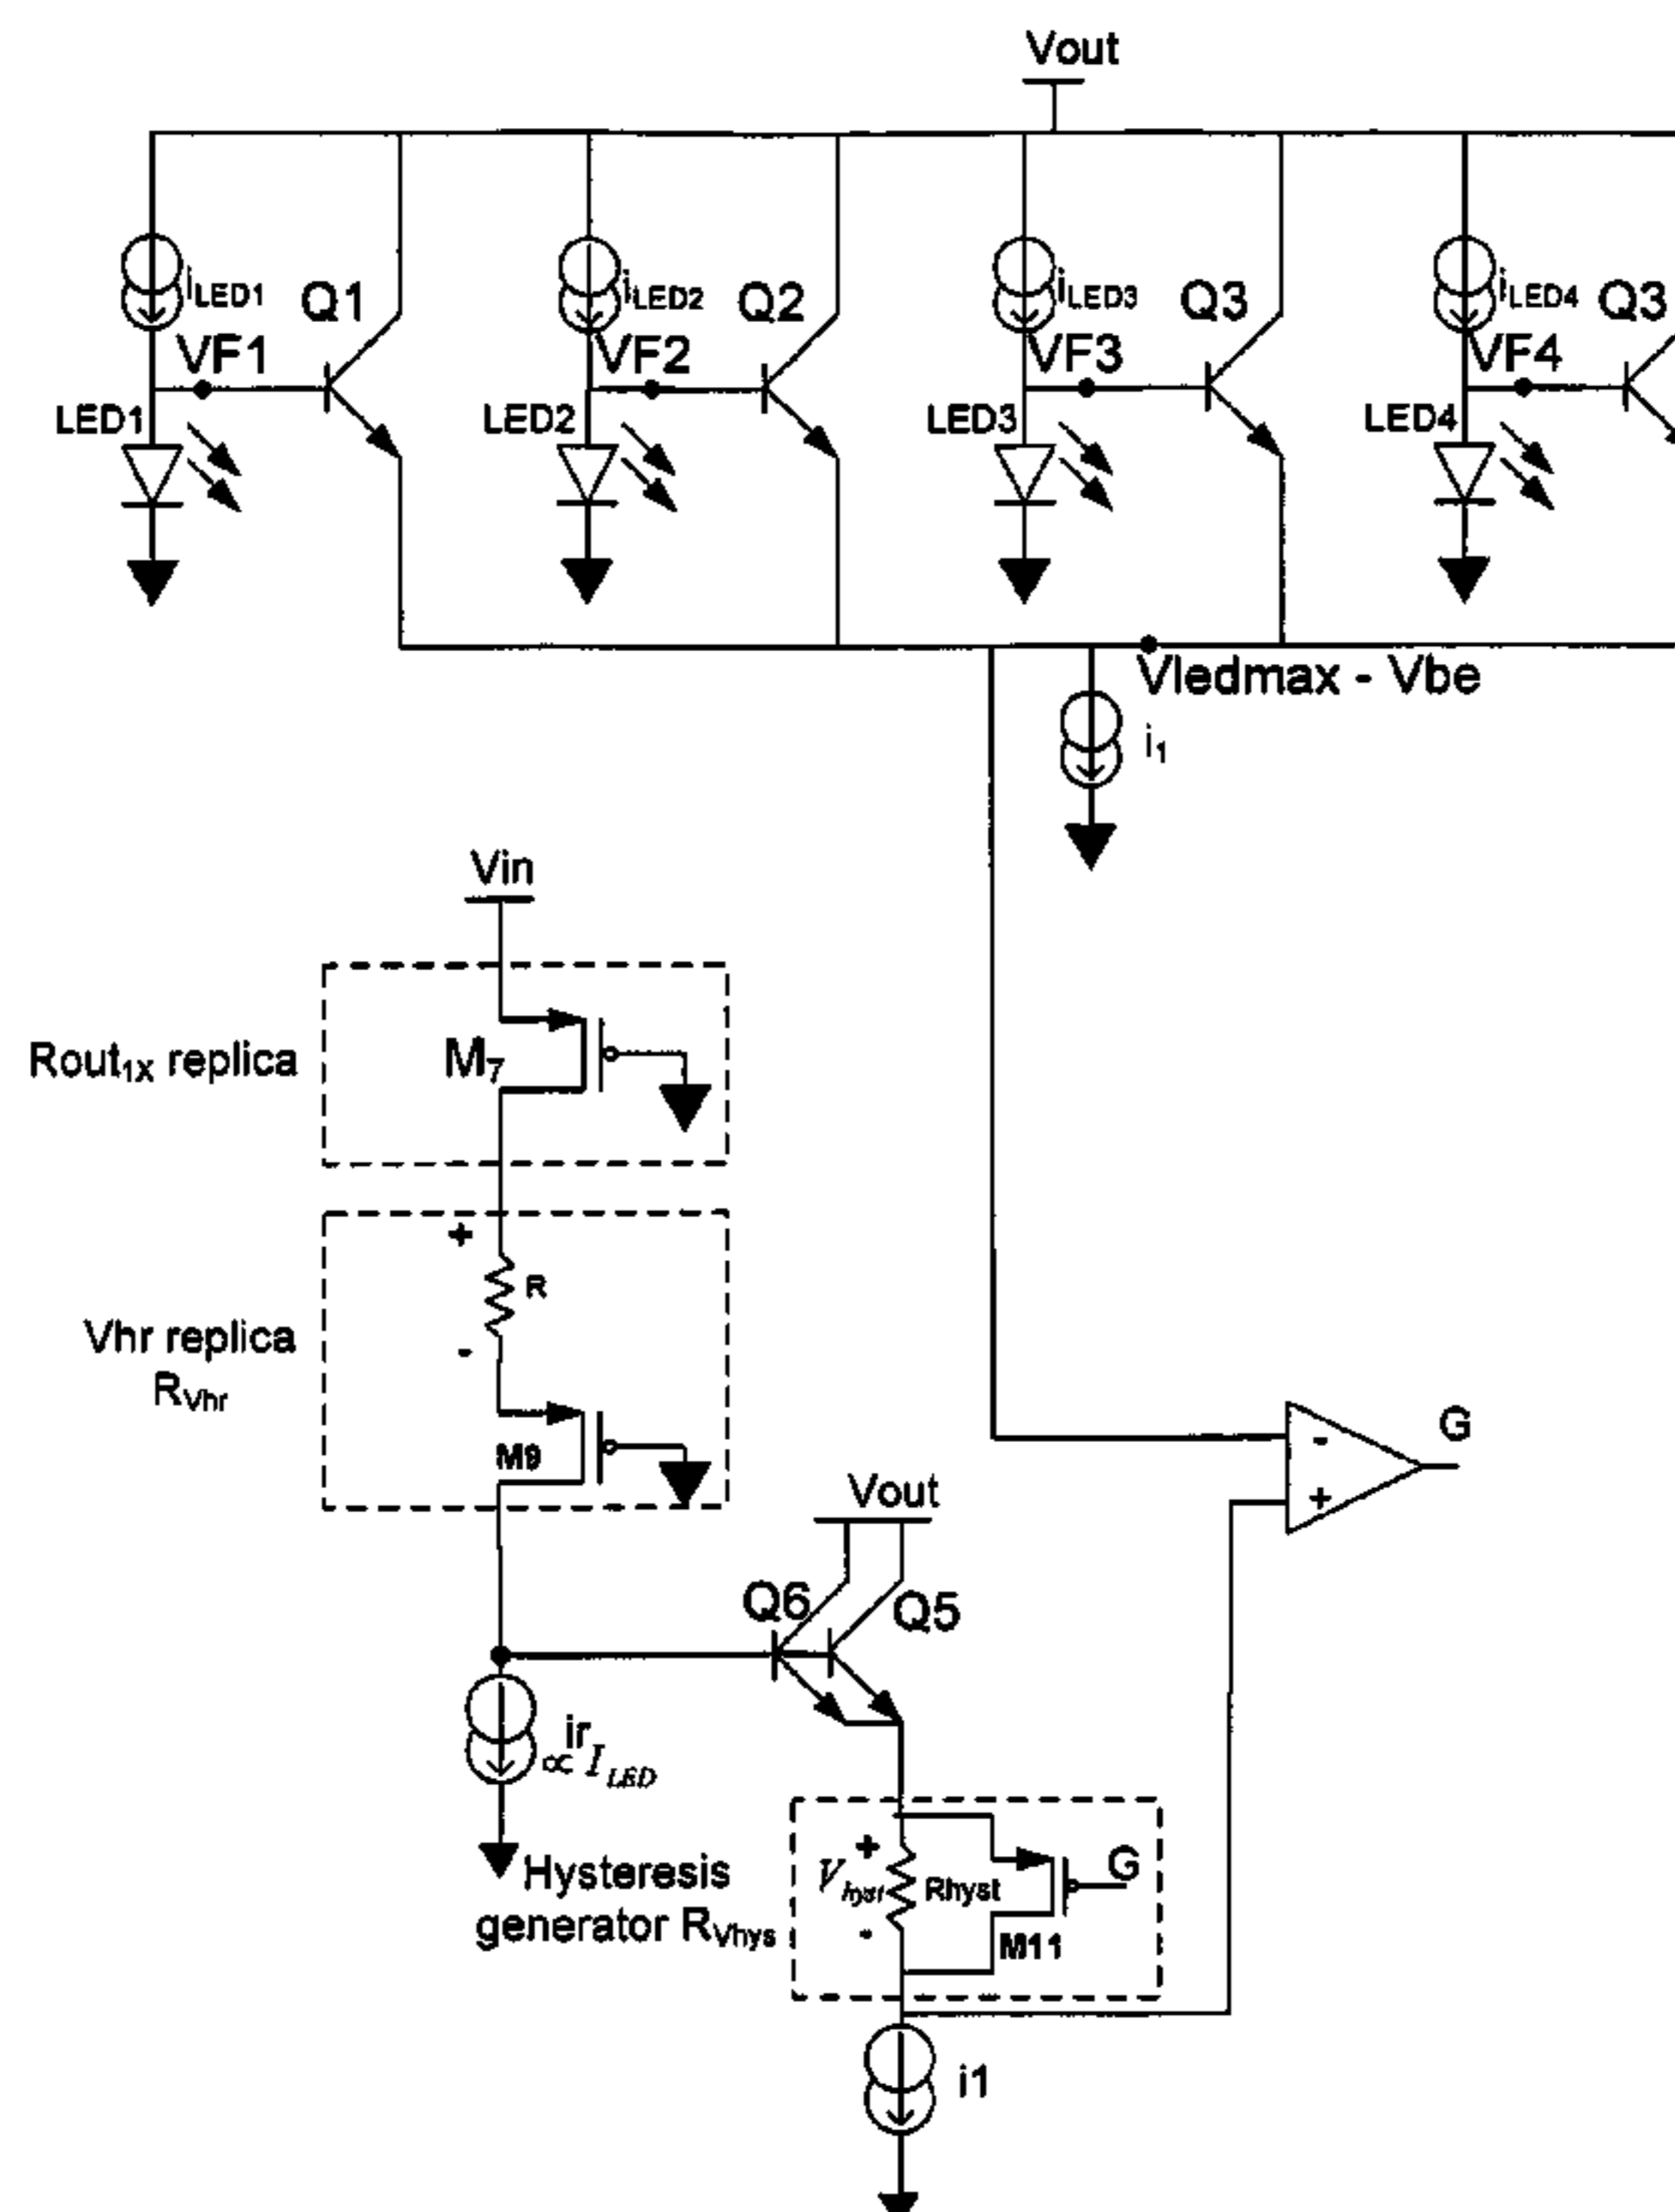 Vout
iLED1 Q1 iLED2 Q2 iLED3 Q3 iLED4 Q3
VF1 VF2 VF3 VF4
LED1 LED2 LED3 LED4
Vledmax - Vbe
i1
Vin
Rout1X replica
M7
+
R
Vhr replica
-
RVhr
M9
G
-
+
Vout
Q6 Q5
ir
∝ ILED
Hysteresis
generator RVhys
+
Vhyst
Rhyst
G
-
M11
i1